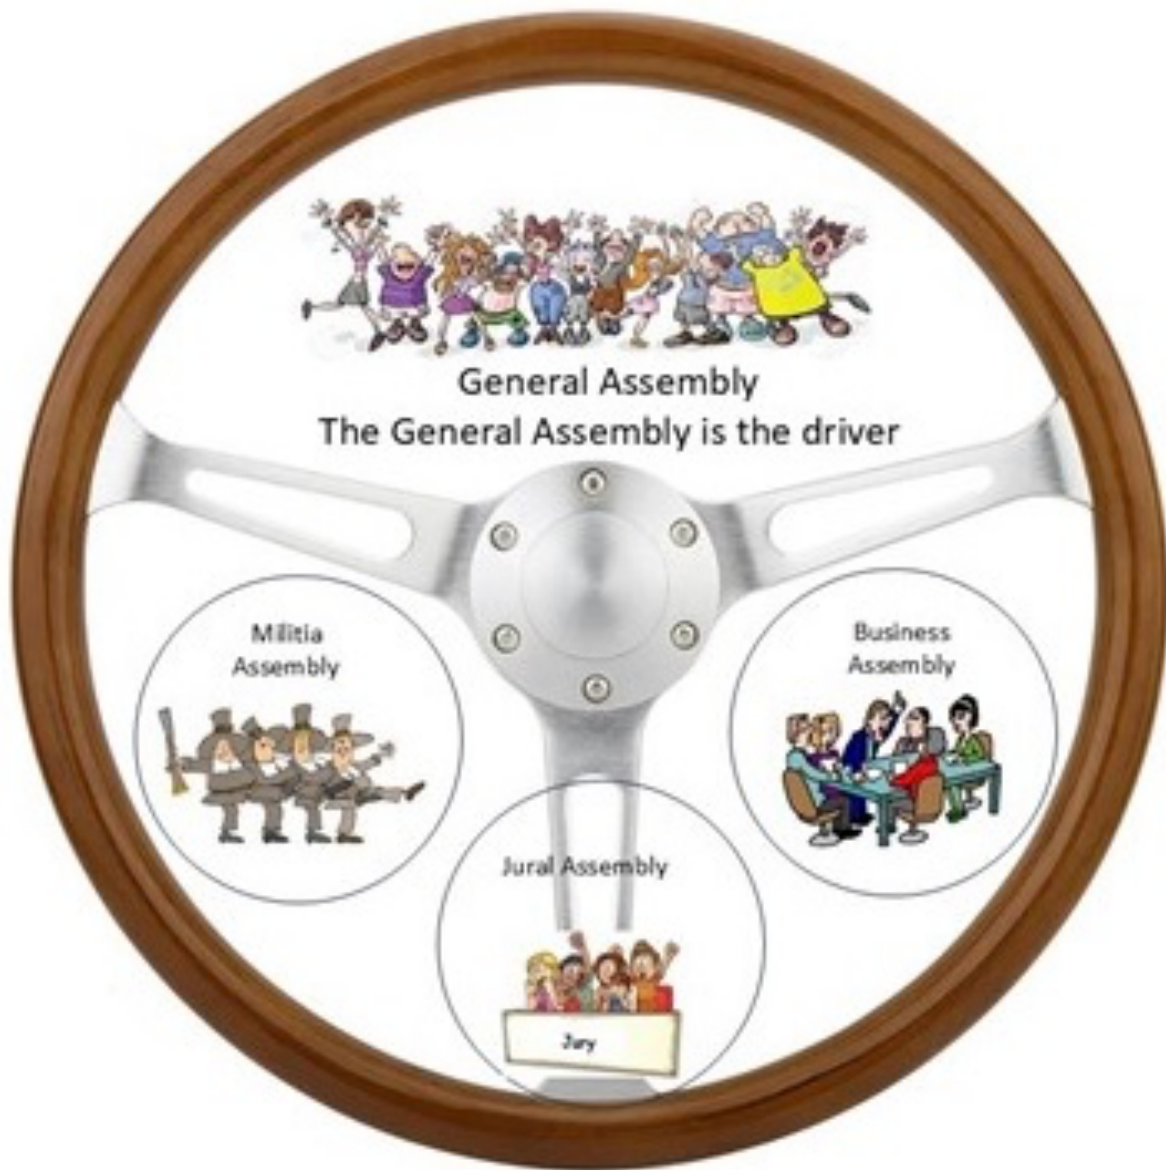 General Assembly
The General Assembly is the driver
Militia
Assembly
Business
Assembly
Jural Assembly
Jury